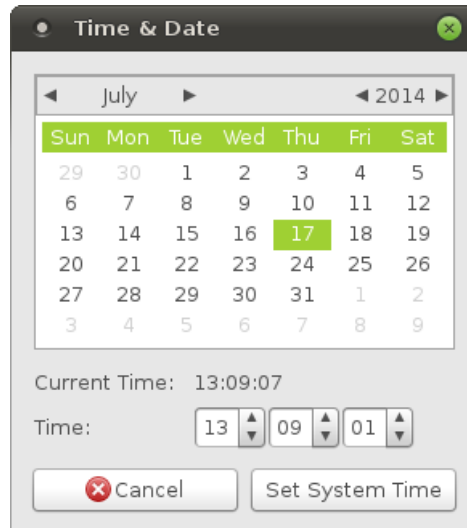 Time & Date
July 2014
Sun Mon Tue Wed Thu Fri Sat
29 30 1 2 3 4 5
6 7 8 9 10 11 12
13 14 15 16 17 18 19
20 21 22 23 24 25 26
27 28 29 30 31 1 2
3 4 5 6 7 8 9
Current Time: 13:09:07
Time: 13 09 01
Cancel Set System Time